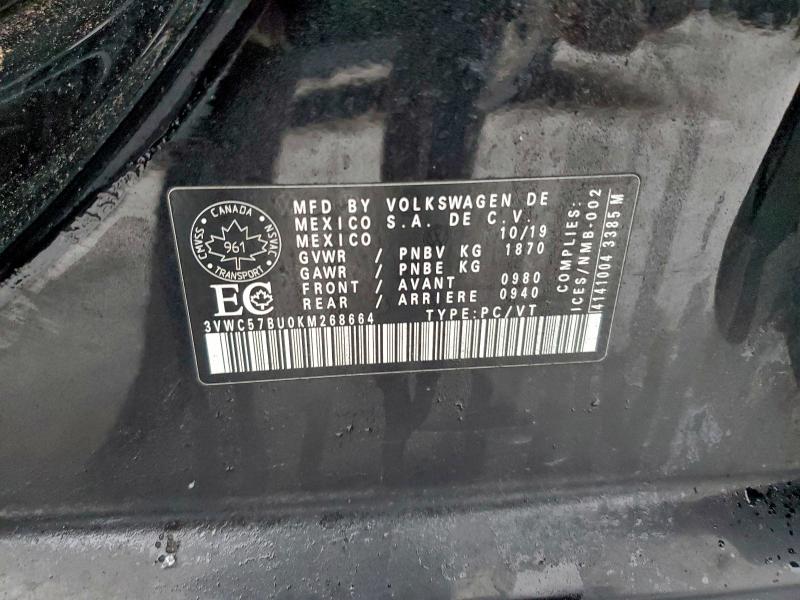 CANADA
CMVSS
NSVAC
961
TRANSPORT
EC
MFD BY VOLKSWAGEN DE
MEXICO S.A. DE C.V.
MEXICO 10/19
GVWR / PNBV KG 1870
GAWR / PNBE KG
FRONT / AVANT 0980
REAR / ARRIERE 0940
3VWC57BU0KM268664 TYPE:PC/VT
COMPLIES:
ICES/NMB-002
4141004 3385 M